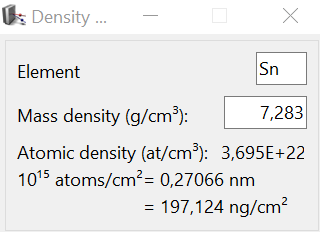 Density ...
Element Sn
Mass density (g/cm³): 7,283
Atomic density (at/cm³): 3,695E+22
10¹⁵ atoms/cm²= 0,27066 nm
= 197,124 ng/cm²